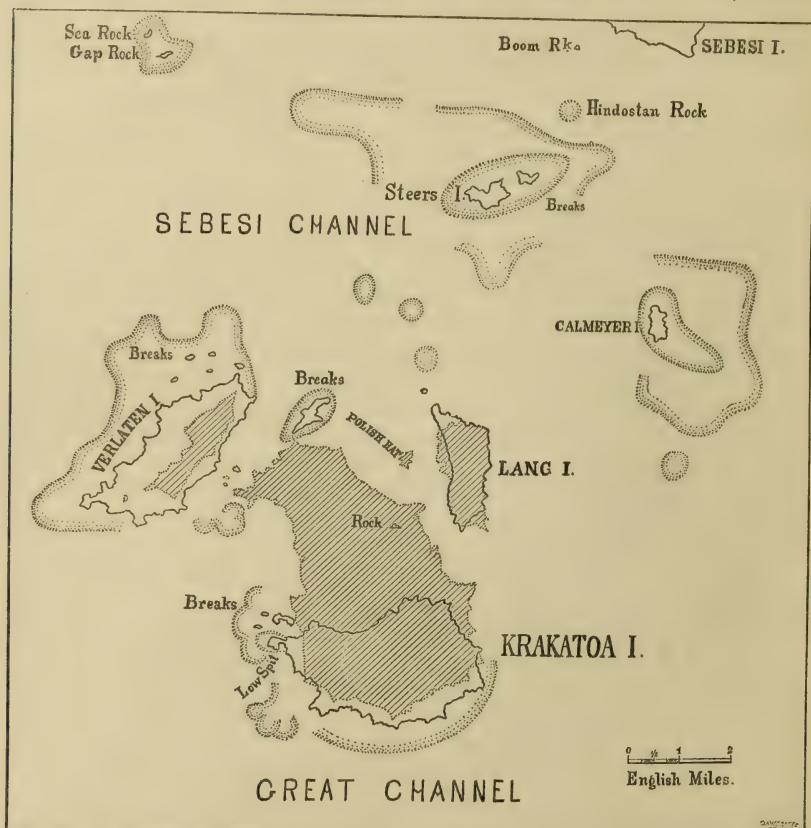 Sea Rock
Gap Rock
Boom Rk.
SEBESI I.
Hindostan Rock
Steers I.
Breaks
SEBESI CHANNEL
CALMEYER I
Breaks
VERLATEN I
Breaks
POLISH HAT
LANG I.
Rock
Breaks
Low Spit
KRAKATOA I.
0 ½ 1 2
English Miles.
GREAT CHANNEL